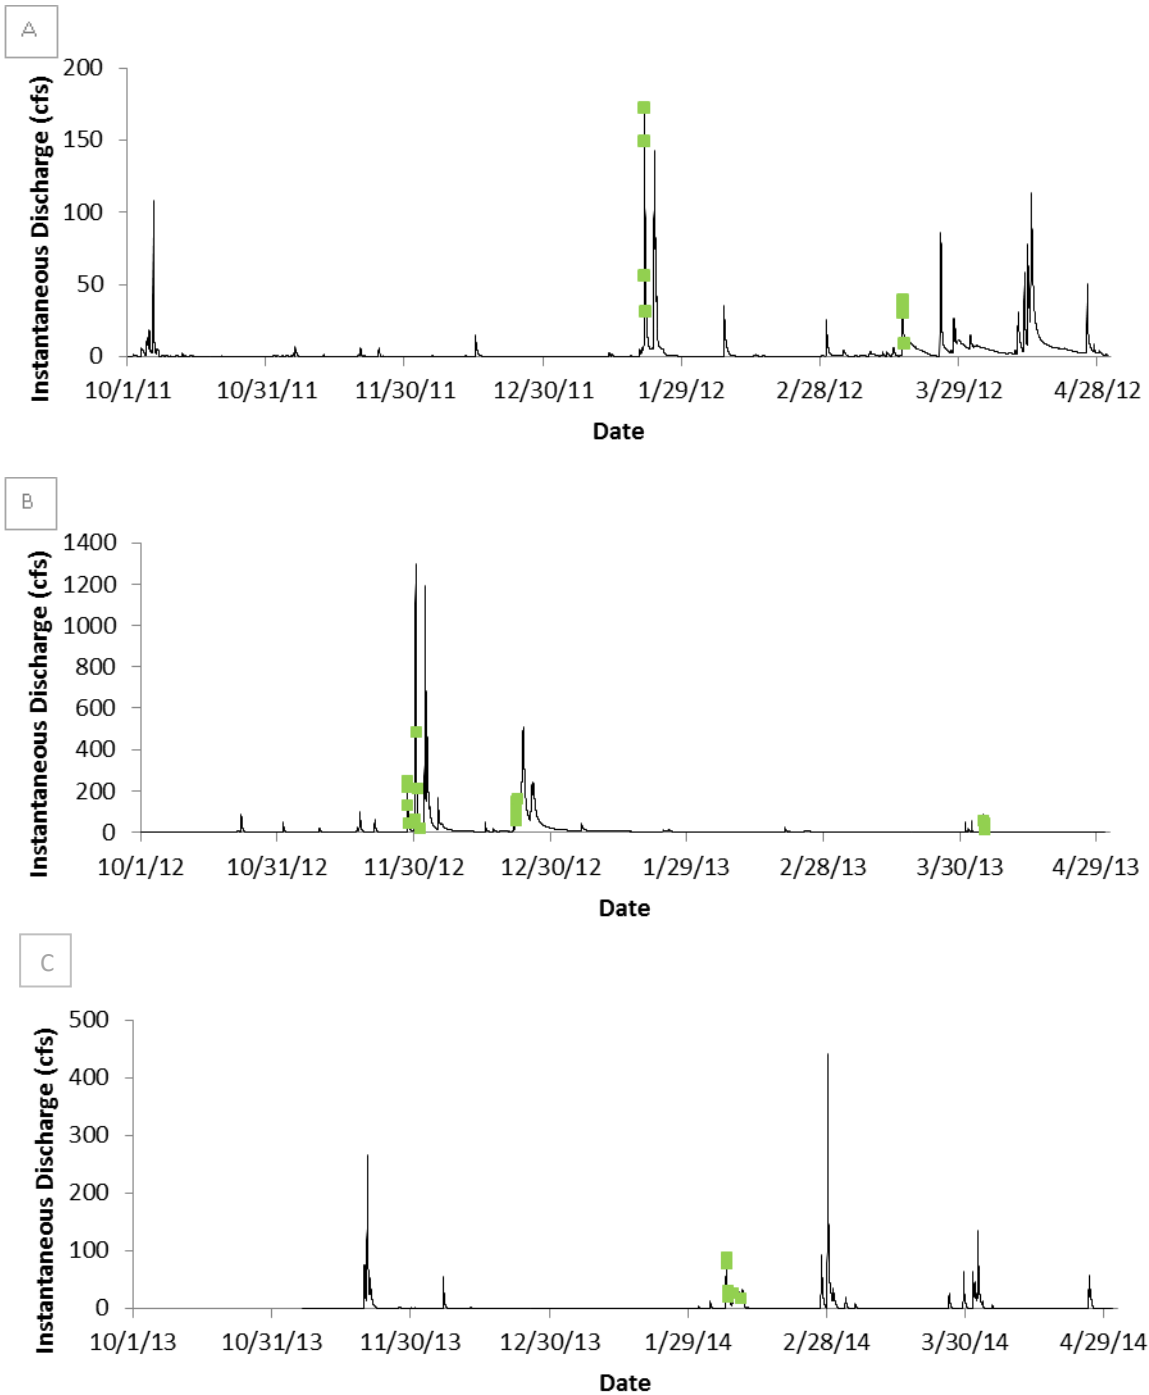 A
Instantaneous Discharge (cfs)
200
150
100
50
0
10/1/11 10/31/11 11/30/11 12/30/11 1/29/12 2/28/12 3/29/12 4/28/12
Date
B
Instantaneous Discharge (cfs)
1400
1200
1000
800
600
400
200
0
10/1/12 10/31/12 11/30/12 12/30/12 1/29/13 2/28/13 3/30/13 4/29/13
Date
C
Instantaneous Discharge (cfs)
500
400
300
200
100
0
10/1/13 10/31/13 11/30/13 12/30/13 1/29/14 2/28/14 3/30/14 4/29/14
Date